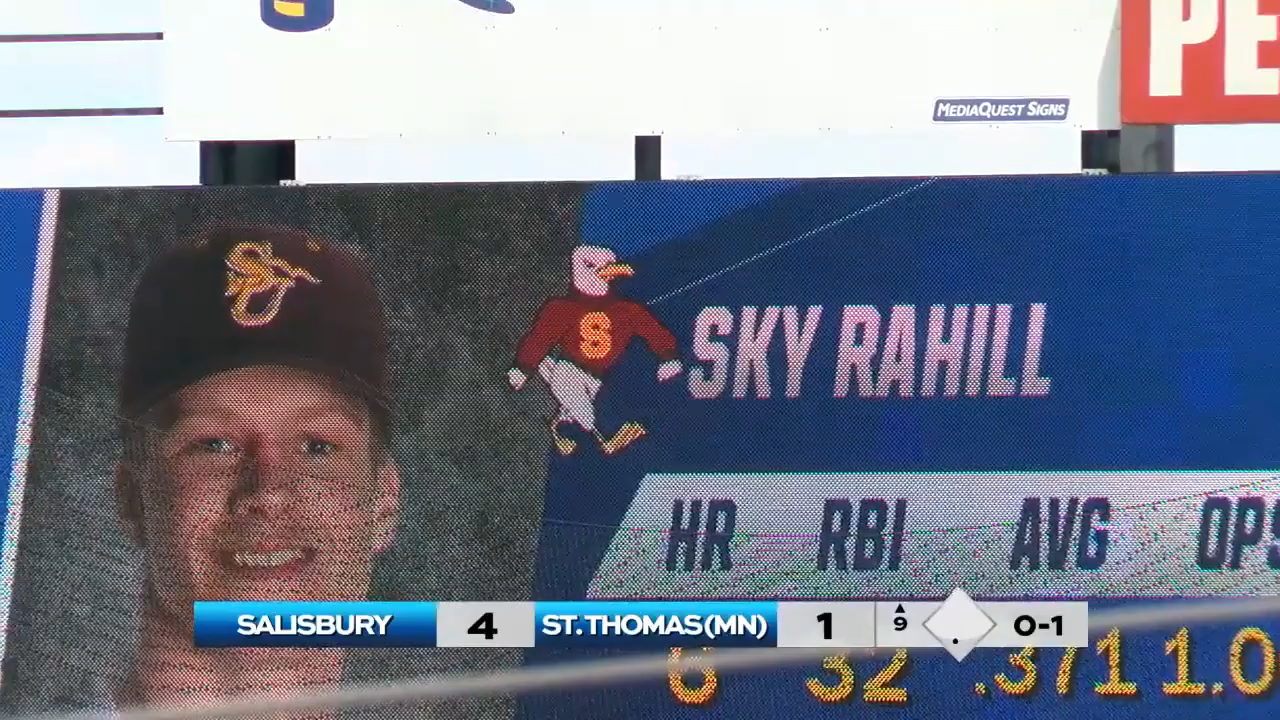 PE
MEDIAQUEST SIGNS
S
SKY RAHILL
HR RBI AVG OPS
SALISBURY 4 ST.THOMAS(MN) 1 ▲ 9 0-1
6 32 .371 1.0